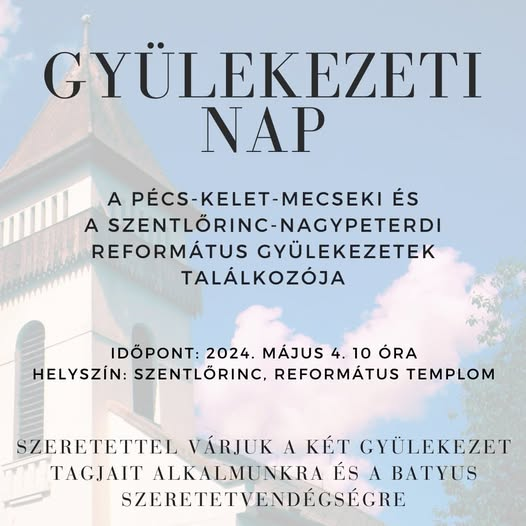 GYÜLEKEZETI
NAP
A PÉCS-KELET-MECSEKI ÉS
A SZENTLŐRINC-NAGYPETERDI
REFORMÁTUS GYÜLEKEZETEK
TALÁLKOZÓJA
IDŐPONT: 2024. MÁJUS 4. 10 ÓRA
HELYSZÍN: SZENTLŐRINC, REFORMÁTUS TEMPLOM
SZERETETTEL VÁRJUK A KÉT GYÜLEKEZET
TAGJAIT ALKALMUNKRA ÉS A BATYUS
SZERETETVENDÉGSÉGRE